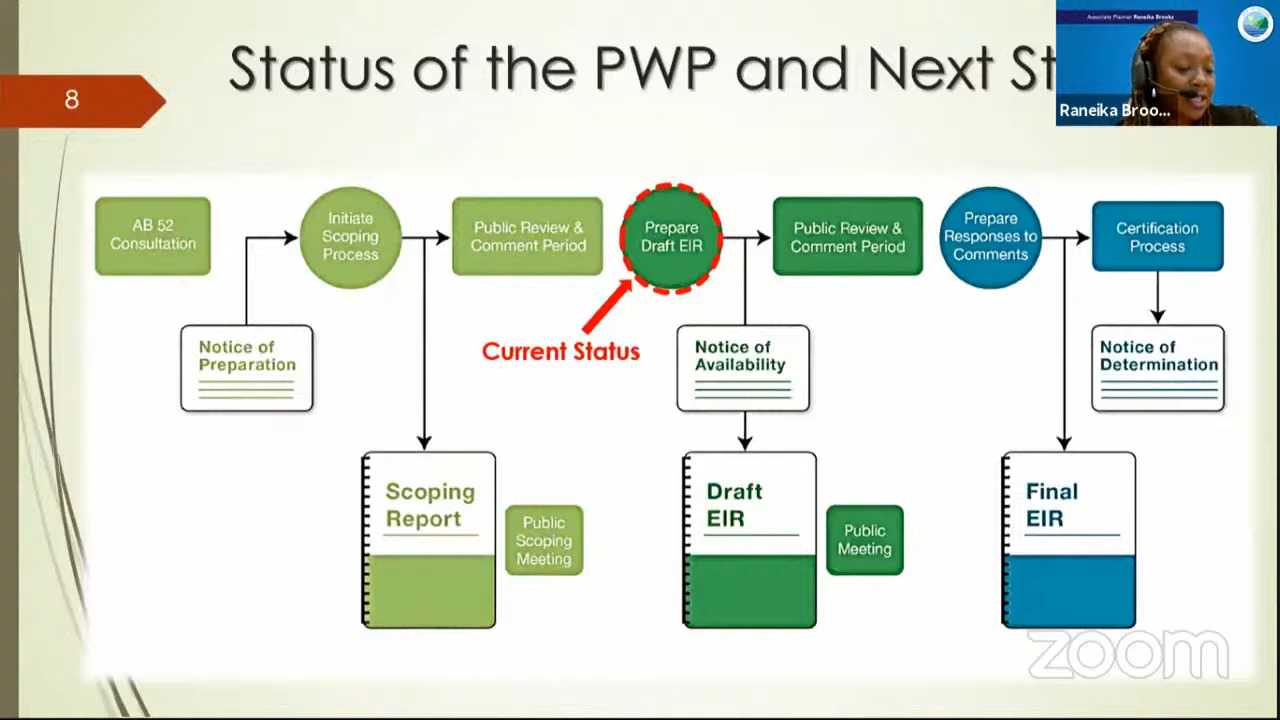 Status of the PWP and Next St
8
Associate Planner Raneika Brooks
Raneika Broo...
AB 52
Consultation
Initiate
Scoping
Process
Public Review &
Comment Period
Prepare
Draft EIR
Public Review &
Comment Period
Prepare
Responses to
Comments
Certification
Process
Current Status
Notice of
Preparation
Notice of
Availability
Notice of
Determination
Scoping
Report
Public
Scoping
Meeting
Draft
EIR
Public
Meeting
Final
EIR
zoom